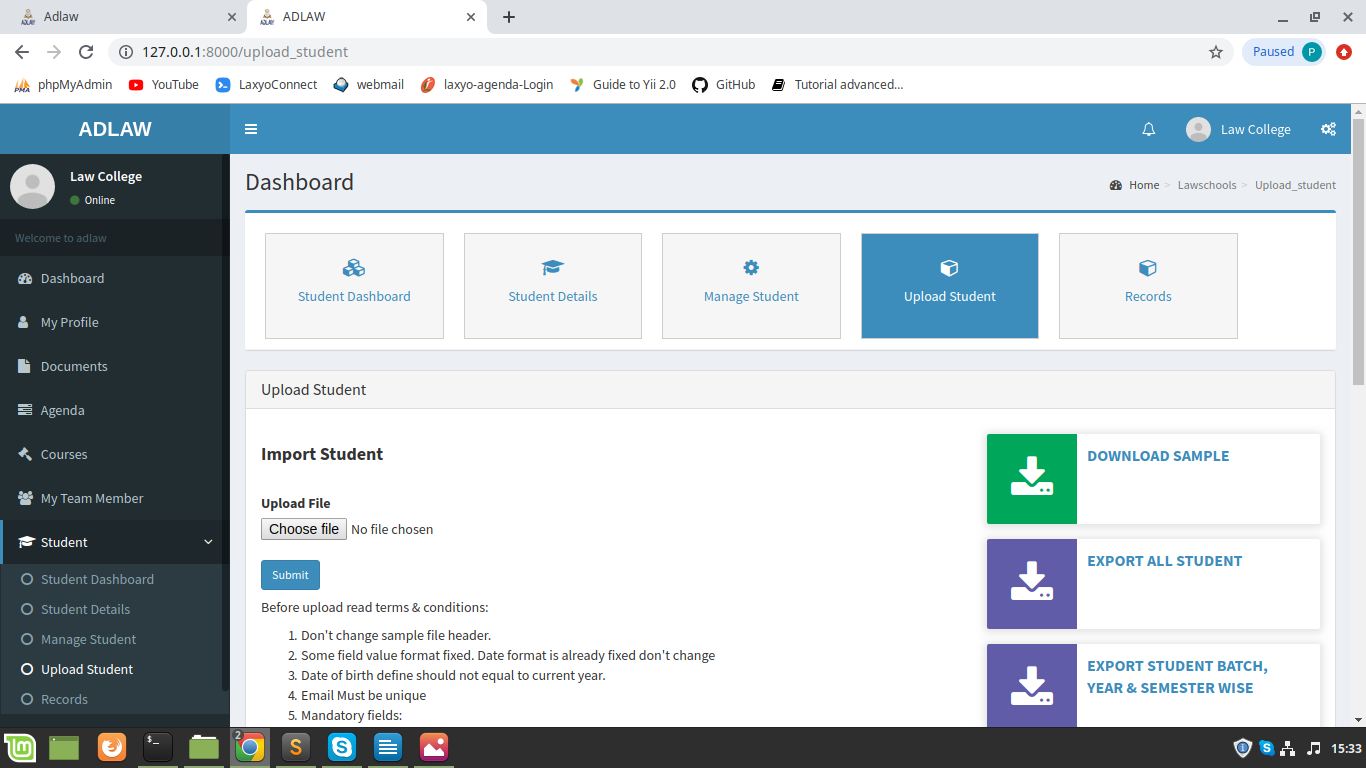 Adlaw
ADLAW
127.0.0.1:8000/upload_student
Paused
P
phpMyAdmin
YouTube
LaxyoConnect
webmail
laxyo-agenda-Login
Guide to Yii 2.0
GitHub
Tutorial advanced...
ADLAW
Law College
Law College
Online
Welcome to adlaw
Dashboard
My Profile
Documents
Agenda
Courses
My Team Member
Student
Student Dashboard
Student Details
Manage Student
Upload Student
Records
Dashboard
Home > Lawschools > Upload_student
Student Dashboard
Student Details
Manage Student
Upload Student
Records
Upload Student
Import Student
Upload File
Choose file No file chosen
Submit
Before upload read terms & conditions:
1. Don't change sample file header.
2. Some field value format fixed. Date format is already fixed don't change
3. Date of birth define should not equal to current year.
4. Email Must be unique
5. Mandatory fields:
DOWNLOAD SAMPLE
EXPORT ALL STUDENT
EXPORT STUDENT BATCH,
YEAR & SEMESTER WISE
2
15:33